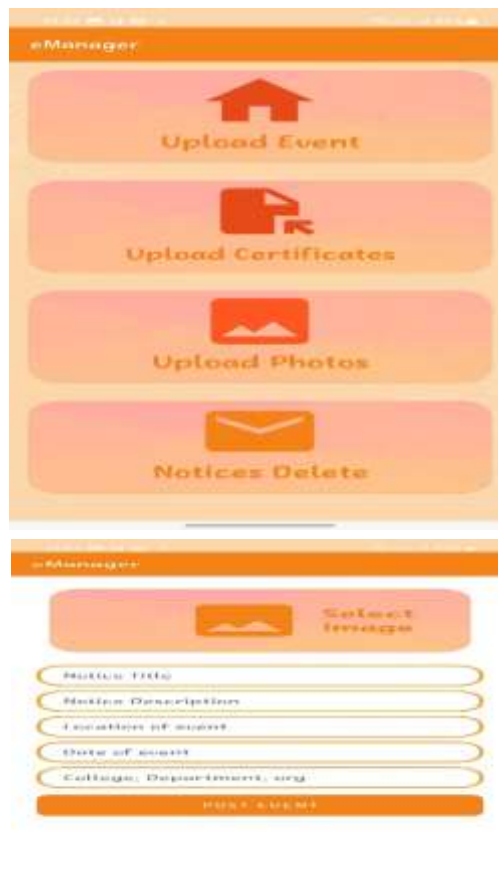 eManager
Upload Event
Upload Certificates
Upload Photos
Notices Delete
eManager
Select
Image
Notice Title
Notice Description
Location of event
Date of event
College, Department, org
POST EVENT